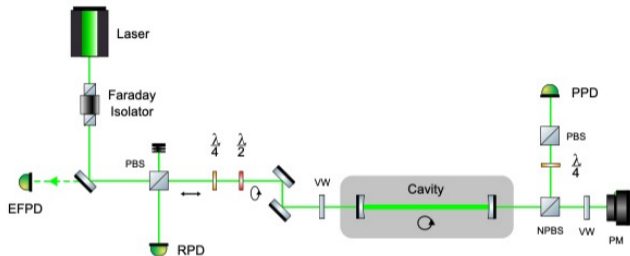 Laser
Faraday
Isolator
PPD
PBS
λ
4
λ
2
PBS
λ
4
VW
Cavity
EFPD
RPD
NPBS
VW
PM